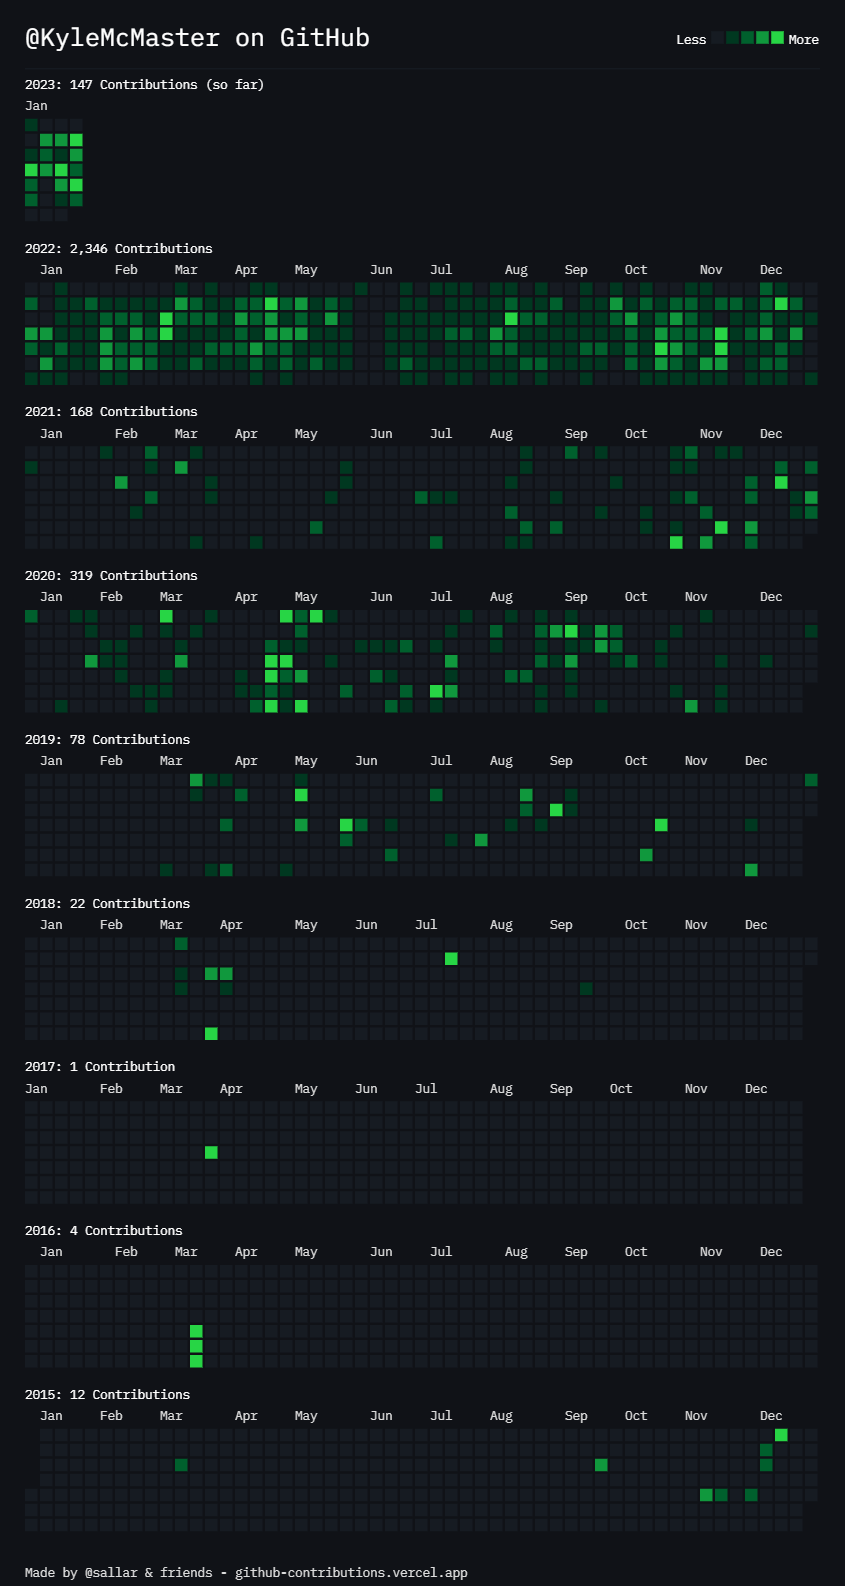 @KyleMcMaster on GitHub
Less More
2023: 147 Contributions (so far)
Jan
2022: 2,346 Contributions
Jan Feb Mar Apr May Jun Jul Aug Sep Oct Nov Dec
2021: 168 Contributions
Jan Feb Mar Apr May Jun Jul Aug Sep Oct Nov Dec
2020: 319 Contributions
Jan Feb Mar Apr May Jun Jul Aug Sep Oct Nov Dec
2019: 78 Contributions
Jan Feb Mar Apr May Jun Jul Aug Sep Oct Nov Dec
2018: 22 Contributions
Jan Feb Mar Apr May Jun Jul Aug Sep Oct Nov Dec
2017: 1 Contribution
Jan Feb Mar Apr May Jun Jul Aug Sep Oct Nov Dec
2016: 4 Contributions
Jan Feb Mar Apr May Jun Jul Aug Sep Oct Nov Dec
2015: 12 Contributions
Jan Feb Mar Apr May Jun Jul Aug Sep Oct Nov Dec
Made by @sallar & friends - github-contributions.vercel.app